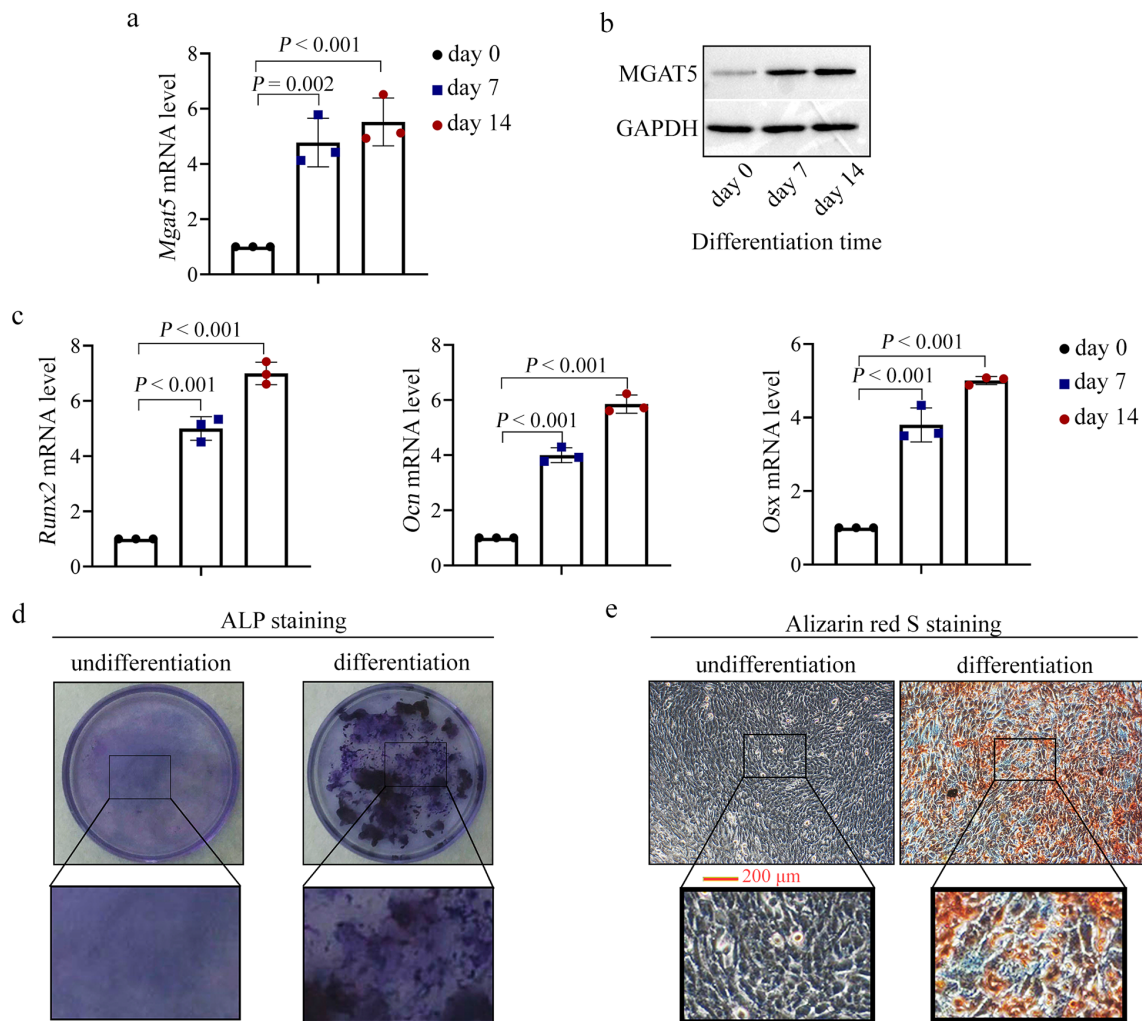 a
Mgat5 mRNA level
8
6
4
2
0
P < 0.001
P = 0.002
day 0
day 7
day 14
b
MGAT5
GAPDH
day 0
day 7
day 14
Differentiation time
c
Runx2 mRNA level
8
6
4
2
0
P < 0.001
P < 0.001
Ocn mRNA level
8
6
4
2
0
P < 0.001
P < 0.001
Osx mRNA level
6
4
2
0
P < 0.001
P < 0.001
day 0
day 7
day 14
d
ALP staining
undifferentiation
differentiation
e
Alizarin red S staining
undifferentiation
differentiation
200 μm